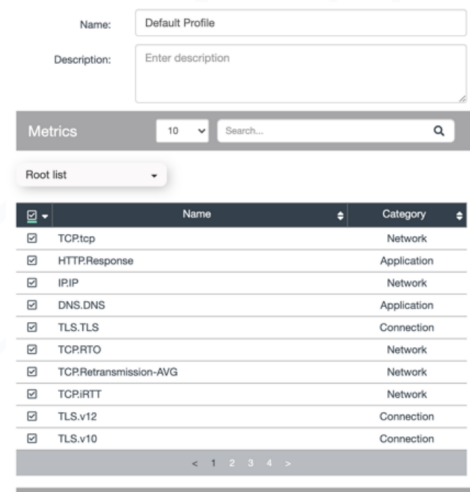 Name: Default Profile
Description: Enter description
Metrics 10 Search...
Root list
Name Category
TCP.tcp Network
HTTP.Response Application
IP.IP Network
DNS.DNS Application
TLS.TLS Connection
TCP.RTO Network
TCP.Retransmission-AVG Network
TCP.iRTT Network
TLS.v12 Connection
TLS.v10 Connection
< 1 2 3 4 >